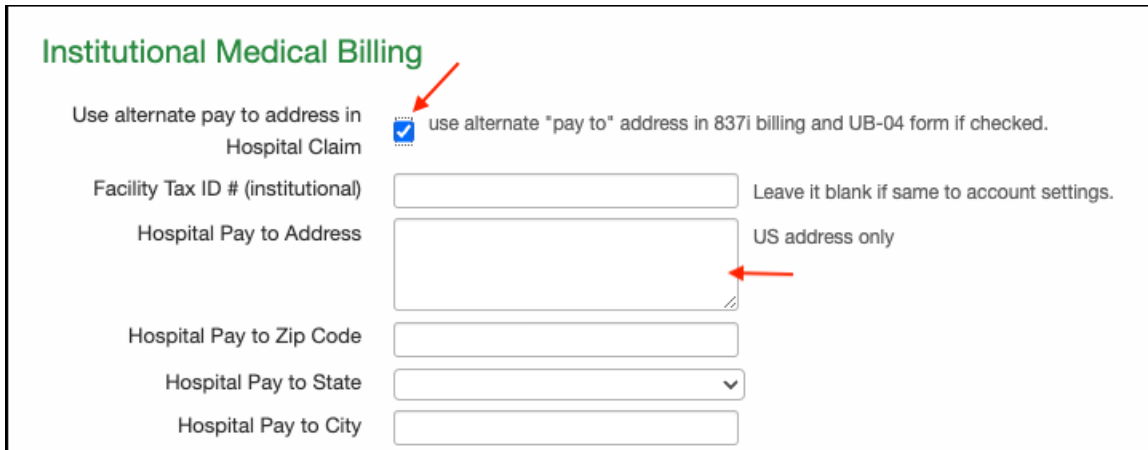 Institutional Medical Billing
Use alternate pay to address in
Hospital Claim
use alternate "pay to" address in 837i billing and UB-04 form if checked.
Facility Tax ID # (institutional)
Leave it blank if same to account settings.
Hospital Pay to Address
US address only
Hospital Pay to Zip Code
Hospital Pay to State
Hospital Pay to City